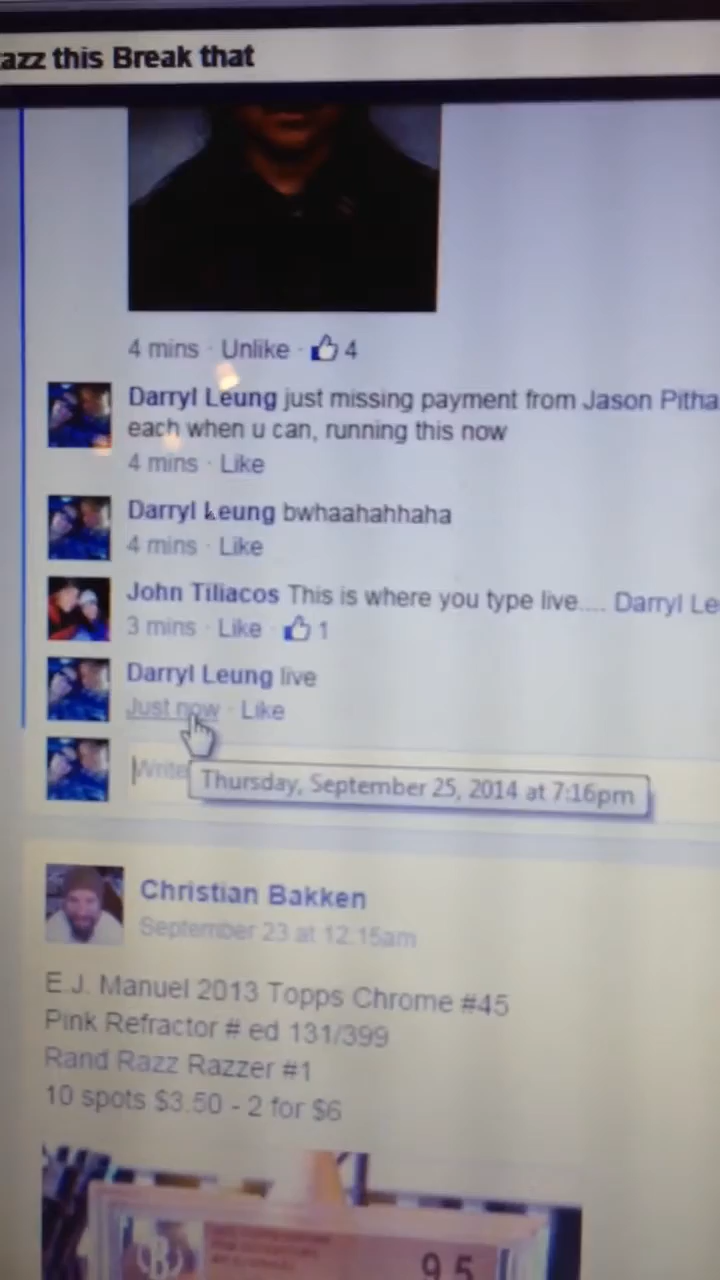 azz this Break that
4 mins · Unlike · 4
Darryl Leung just missing payment from Jason Pitha
each when u can, running this now
4 mins · Like
Darryl Leung bwhaahahhaha
4 mins · Like
John Tiliacos This is where you type live.... Darryl Le
3 mins · Like · 1
Darryl Leung live
Just now · Like
Write
Thursday, September 25, 2014 at 7:16pm
Christian Bakken
September 23 at 12:15am
E.J. Manuel 2013 Topps Chrome #45
Pink Refractor # ed 131/399
Rand Razz Razzer #1
10 spots $3.50 - 2 for $6
9.5